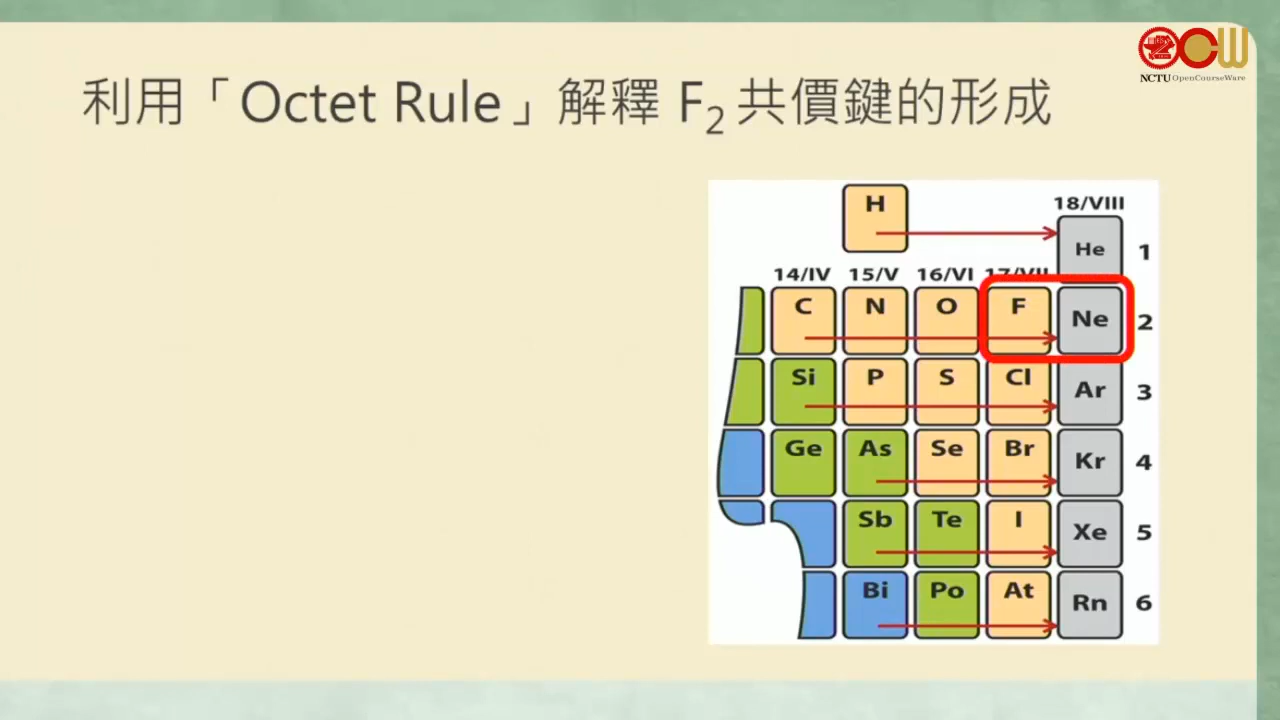 NCTU OpenCourseWare
利用「Octet Rule」解釋 F2 共價鍵的形成
H 18/VIII
He 1
14/IV 15/V 16/VI 17/VII
C N O F Ne 2
Si P S Cl Ar 3
Ge As Se Br Kr 4
Sb Te I Xe 5
Bi Po At Rn 6